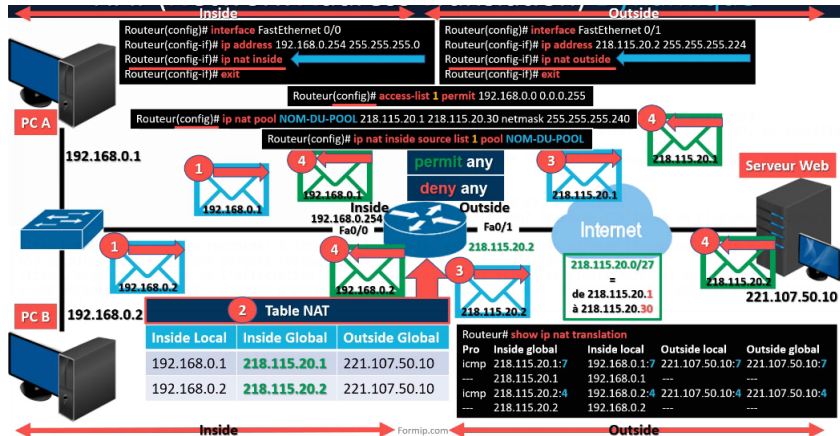 Inside
Outside
Routeur(config)# interface FastEthernet 0/0
Routeur(config-if)# ip address 192.168.0.254 255.255.255.0
Routeur(config-if)# ip nat inside
Routeur(config-if)# exit
Routeur(config)# interface FastEthernet 0/1
Routeur(config-if)# ip address 218.115.20.2 255.255.255.224
Routeur(config-if)# ip nat outside
Routeur(config-if)# exit
Routeur(config)# access-list 1 permit 192.168.0.0 0.0.0.255
Routeur(config)# ip nat pool NOM-DU-POOL 218.115.20.1 218.115.20.30 netmask 255.255.255.240
Routeur(config)# ip nat inside source list 1 pool NOM-DU-POOL
PC A
192.168.0.1
1
192.168.0.1
4
192.168.0.1
permit any
deny any
3
218.115.20.1
4
218.115.20.1
Serveur Web
Inside
Outside
192.168.0.254
Fa0/0
Fa0/1
218.115.20.2
Internet
1
192.168.0.2
4
192.168.0.2
3
218.115.20.2
218.115.20.0/27
=
de 218.115.20.1
à 218.115.20.30
4
218.115.20.2
221.107.50.10
192.168.0.2
PC B
2 Table NAT
Inside Local Inside Global Outside Global
192.168.0.1 218.115.20.1 221.107.50.10
192.168.0.2 218.115.20.2 221.107.50.10
Routeur# show ip nat translation
Pro Inside global Inside local Outside local Outside global
icmp 218.115.20.1:7 192.168.0.1:7 221.107.50.10:7 221.107.50.10:7
--- 218.115.20.1 192.168.0.1 --- ---
icmp 218.115.20.2:4 192.168.0.2:4 221.107.50.10:4 221.107.50.10:4
--- 218.115.20.2 192.168.0.2 --- ---
Inside
Formip.com
Outside